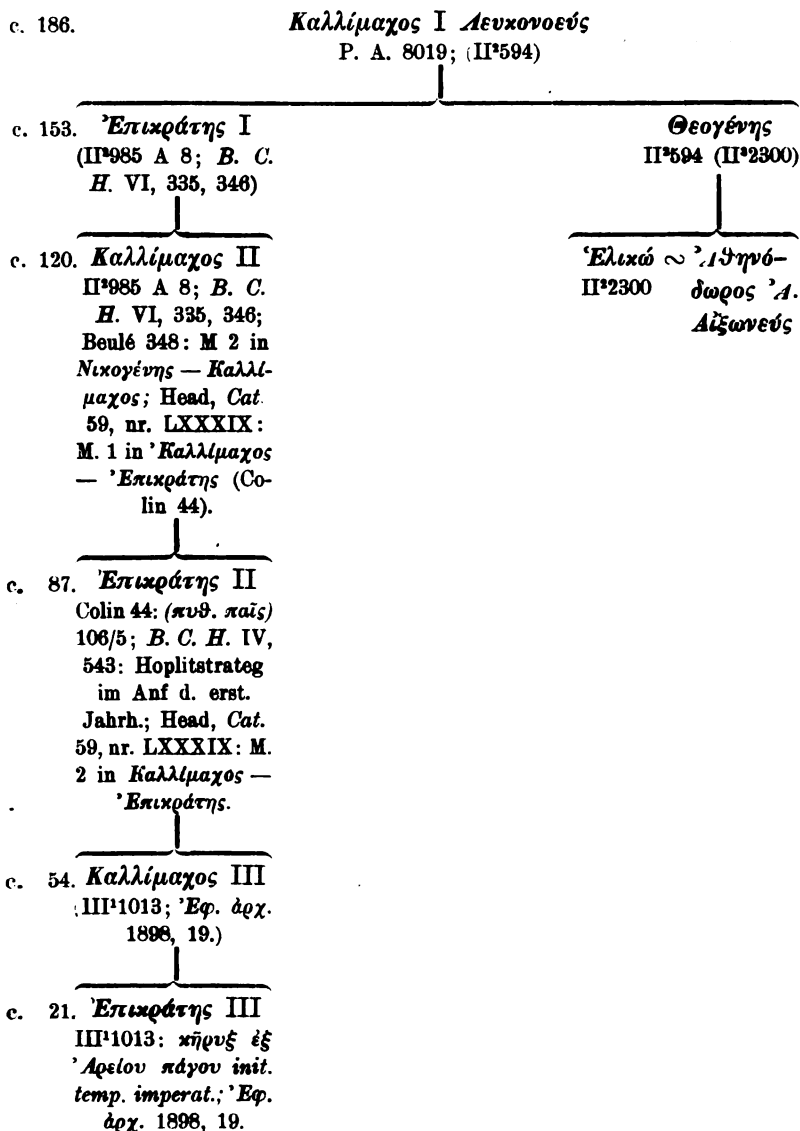 c. 186. Καλλίμαχος I Λευκονοεύς
P. A. 8019; (II²594)
c. 153. Ἐπικράτης I
(II²985 A 8; B. C.
H. VI, 335, 346)
Θεογένης
II²594 (II²2300)
c. 120. Καλλίμαχος II
II²985 A 8; B. C.
H. VI, 335, 346;
Beulé 348: M 2 in
Νικογένης — Καλλί-
μαχος; Head, Cat.
59, nr. LXXXIX:
M. 1 in Καλλίμαχος
— Ἐπικράτης (Co-
lin 44).
Ἑλικώ ∾ Ἀθηνό-
II²2300 δωρος Ἀ.
Αἰξωνεύς
c. 87. Ἐπικράτης II
Colin 44: (πυθ. παῖς)
106/5; B. C. H. IV,
543: Hoplitstrateg
im Anf d. erst.
Jahrh.; Head, Cat.
59, nr. LXXXIX: M.
2 in Καλλίμαχος —
Ἐπικράτης.
c. 54. Καλλίμαχος III
(III¹1013; Ἐφ. ἀρχ.
1898, 19.)
c. 21. Ἐπικράτης III
III¹1013: κῆρυξ ἐξ
Ἀρείου πάγου init.
temp. imperat.; Ἐφ.
ἀρχ. 1898, 19.